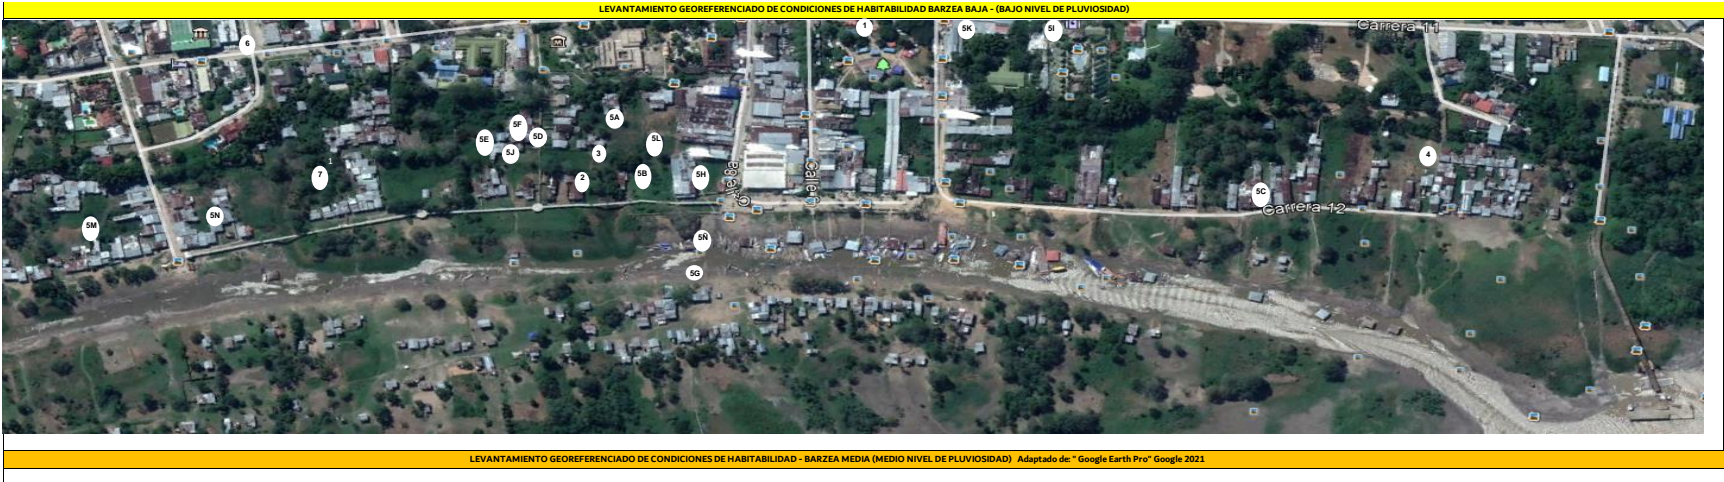 LEVANTAMIENTO GEOREFERENCIADO DE CONDICIONES DE HABITABILIDAD BARZEA BAJA - (BAJO NIVEL DE PLUVIOSIDAD)
1
5K
5I
Carrera 11
6
5A
5F
5E
5D
5J
5L
3
4
1
7
2
5B
5H
Calle
5C
Carrera 12
5N
5M
5Ñ
5G
LEVANTAMIENTO GEOREFERENCIADO DE CONDICIONES DE HABITABILIDAD - BARZEA MEDIA (MEDIO NIVEL DE PLUVIOSIDAD) Adaptado de: " Google Earth Pro" Google 2021